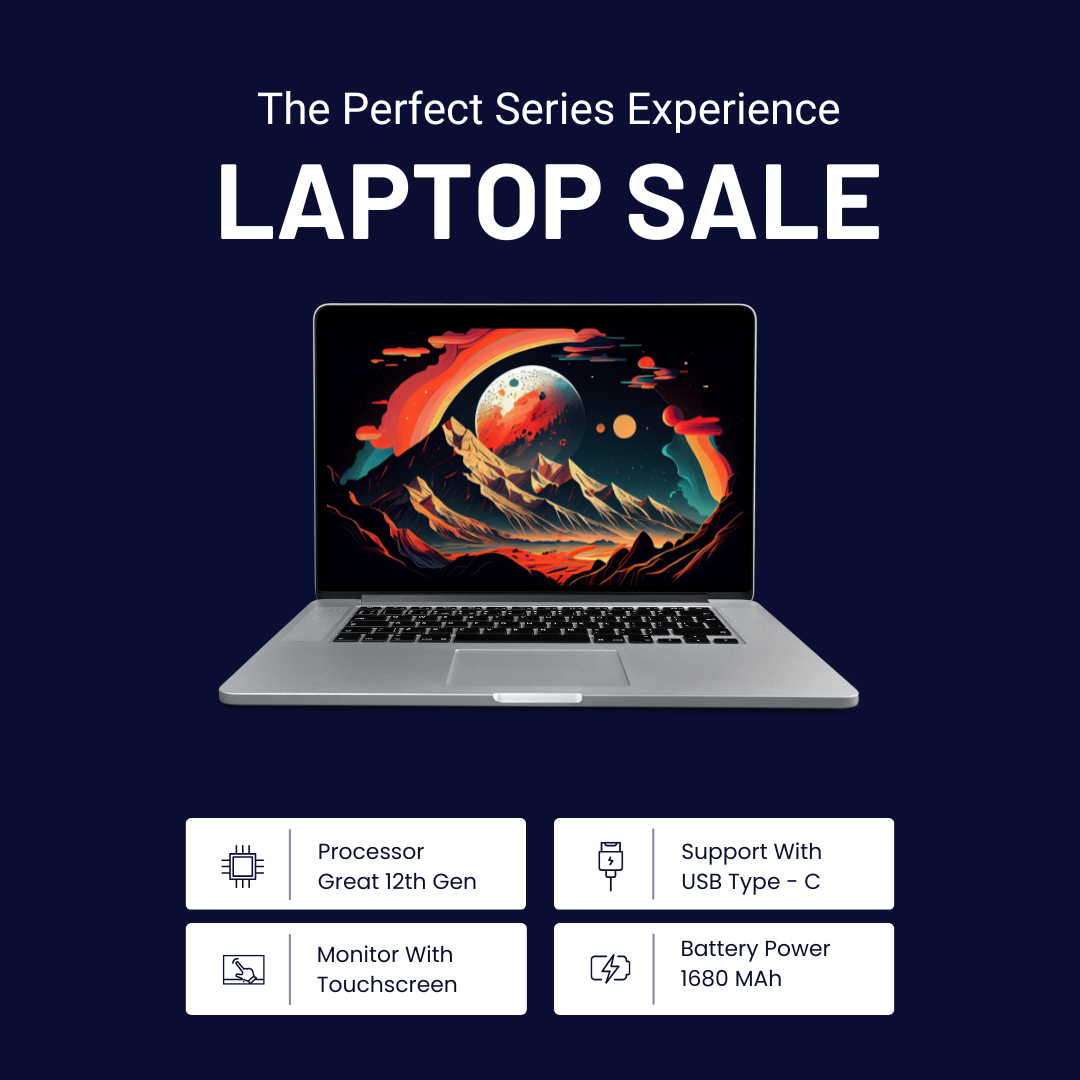 The Perfect Series Experience
LAPTOP SALE
Processor
Great 12th Gen
Support With
USB Type - C
Monitor With
Touchscreen
Battery Power
1680 MAh